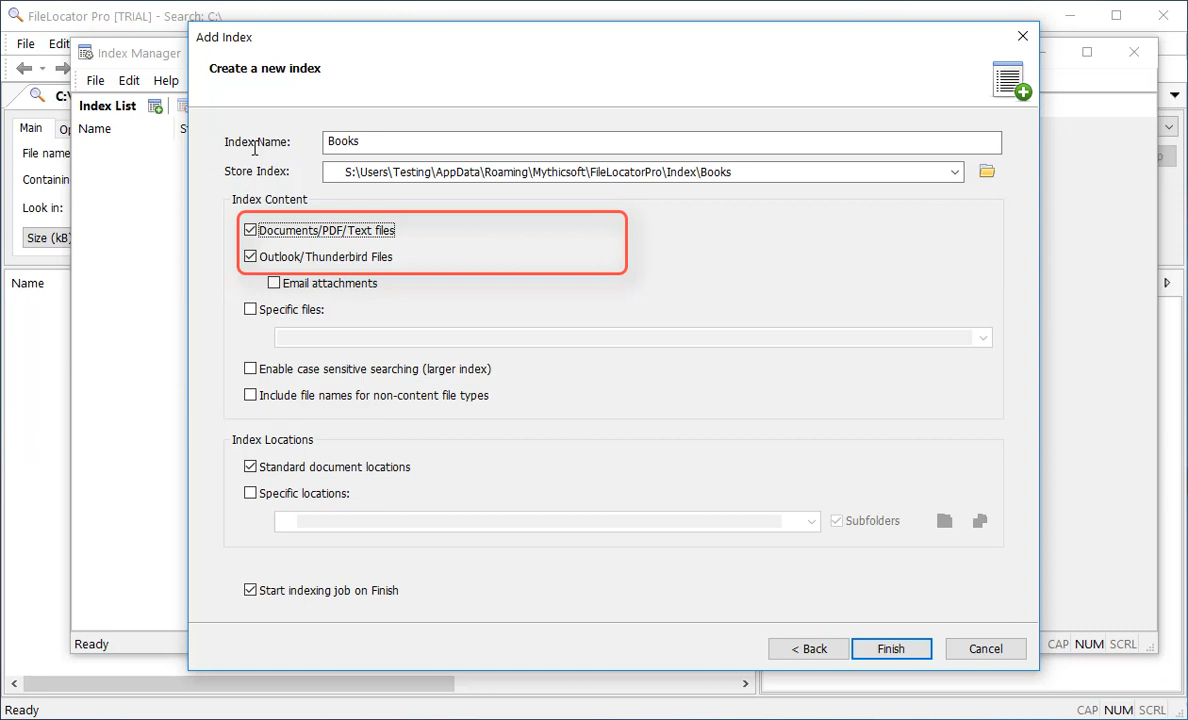 FileLocator Pro [TRIAL] - Search: C:\
File Edit
Index Manager
File Edit Help
Index List
Name
Main
File name
Containin
Look in:
Size (kB)
Name
Add Index
Create a new index
Index Name: Books
Store Index: S:\Users\Testing\AppData\Roaming\Mythicsoft\FileLocatorPro\Index\Books
Index Content
Documents/PDF/Text files
Outlook/Thunderbird Files
Email attachments
Specific files:
Enable case sensitive searching (larger index)
Include file names for non-content file types
Index Locations
Standard document locations
Specific locations:
Subfolders
Start indexing job on Finish
< Back Finish Cancel
Ready CAP NUM SCRL
Ready CAP NUM SCRL